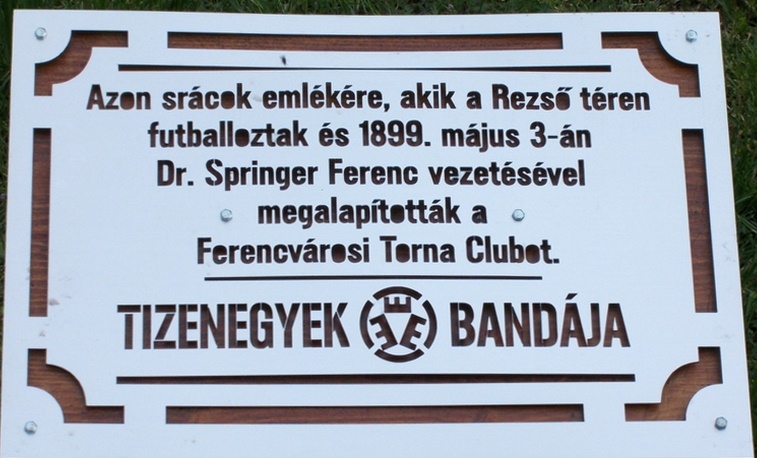 Azon srácok emlékére, akik a Rezső téren
futballoztak és 1899. május 3-án
Dr. Springer Ferenc vezetésével
megalapították a
Ferencvárosi Torna Clubot.
TIZENEGYEK EEE BANDÁJA